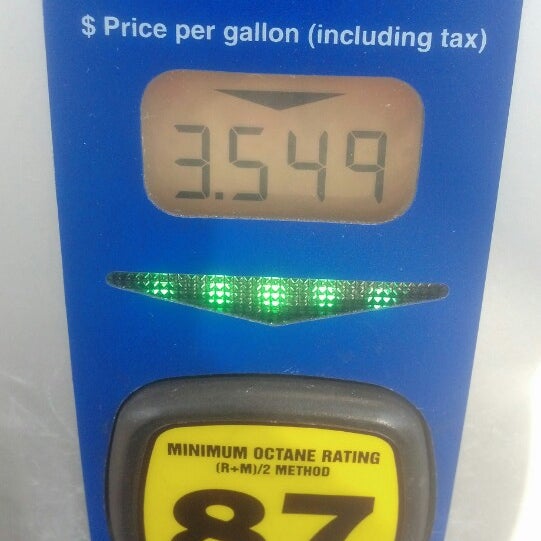 $ Price per gallon (including tax)
3.549
MINIMUM OCTANE RATING
(R+M)/2 METHOD
87